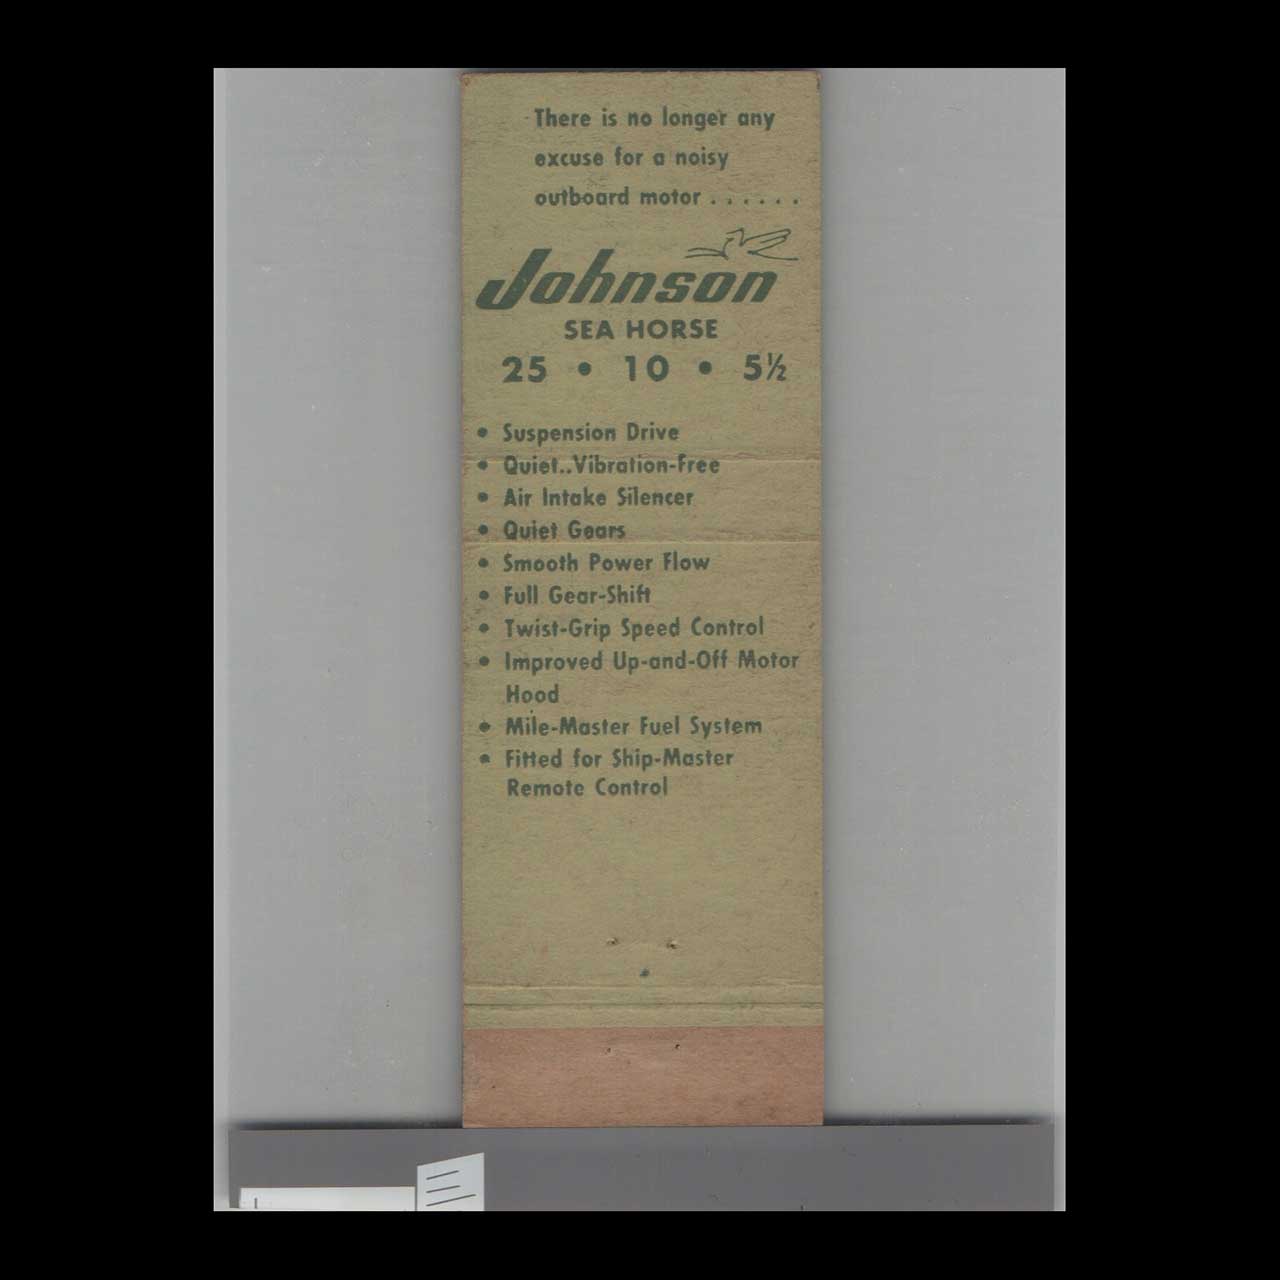 There is no longer any
excuse for a noisy
outboard motor . . . . . .
Johnson
SEA HORSE
25 • 10 • 5½
• Suspension Drive
• Quiet..Vibration-Free
• Air Intake Silencer
• Quiet Gears
• Smooth Power Flow
• Full Gear-Shift
• Twist-Grip Speed Control
• Improved Up-and-Off Motor
Hood
• Mile-Master Fuel System
• Fitted for Ship-Master
Remote Control